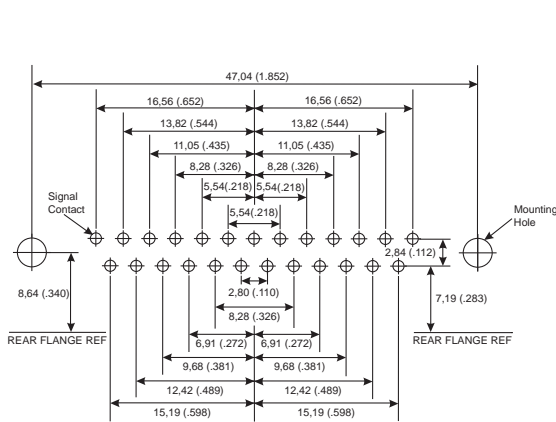 47,04 (1.852)
16,56 (.652) 16,56 (.652)
13,82 (.544) 13,82 (.544)
11,05 (.435) 11,05 (.435)
8,28 (.326) 8,28 (.326)
5,54(.218) 5,54(.218)
Signal
Contact
5,54(.218)
Mounting
Hole
2,84 (.112)
8,64 (.340)
2,80 (.110)
7,19 (.283)
8,28 (.326)
REAR FLANGE REF
6,91 (.272) 6,91 (.272)
REAR FLANGE REF
9,68 (.381) 9,68 (.381)
12,42 (.489) 12,42 (.489)
15,19 (.598) 15,19 (.598)